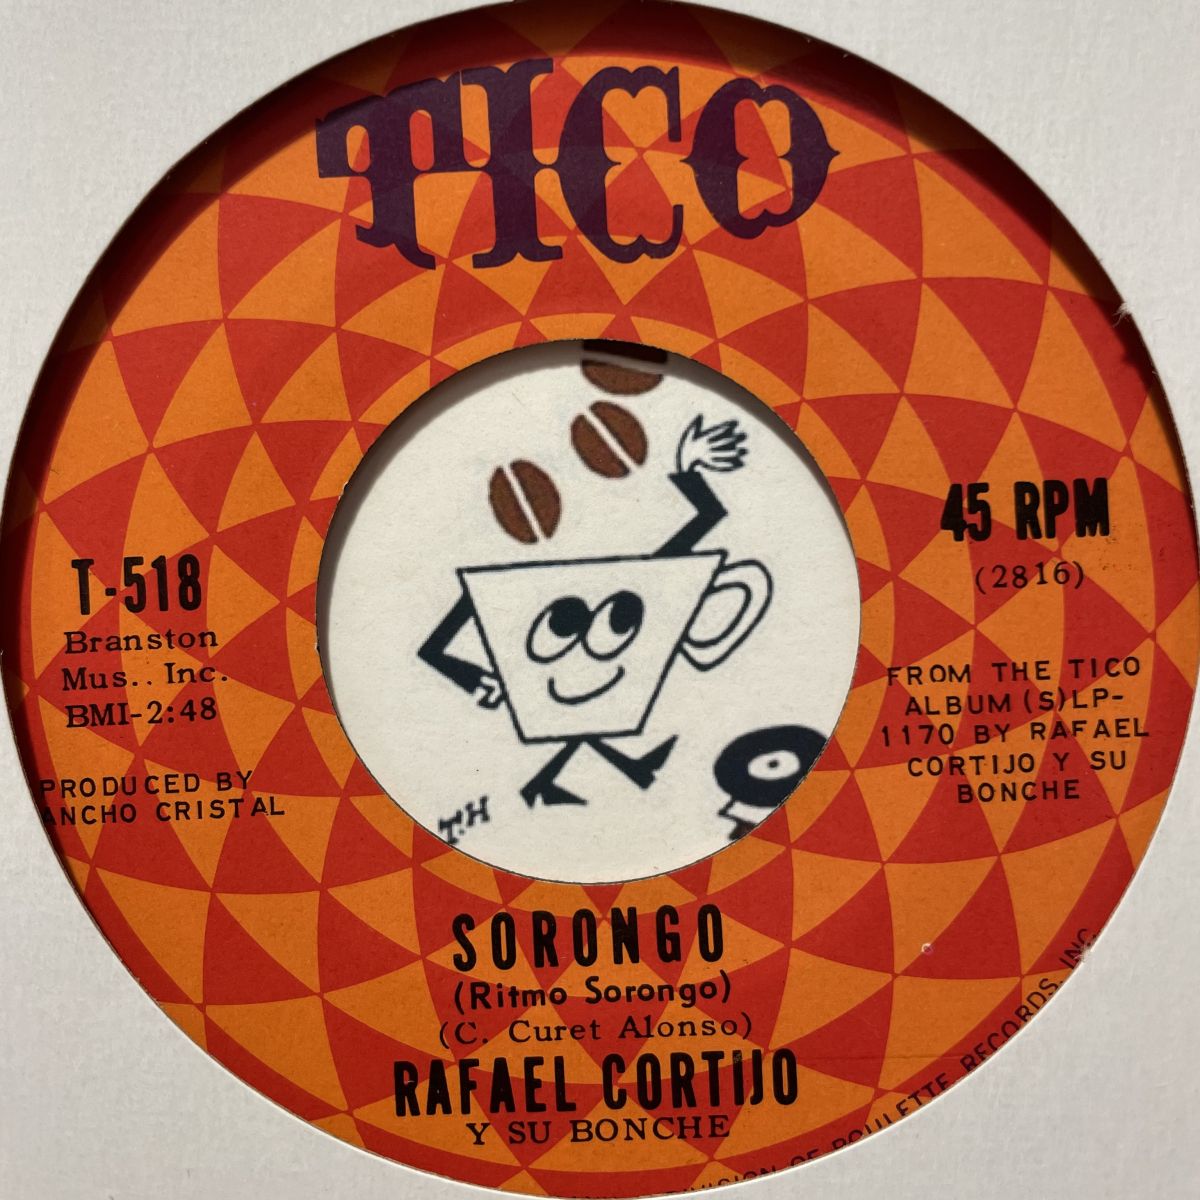 TICO
45 RPM
(2816)
T-518
Branston
Mus.. Inc.
BMI-2:48
PRODUCED BY
ANCHO CRISTAL
FROM THE TICO
ALBUM (S)LP-
1170 BY RAFAEL
CORTIJO Y SU
BONCHE
T.H
SORONGO
(Ritmo Sorongo)
(C. Curet Alonso)
RAFAEL CORTIJO
Y SU BONCHE
DIVISION OF ROULETTE RECORDS, INC.